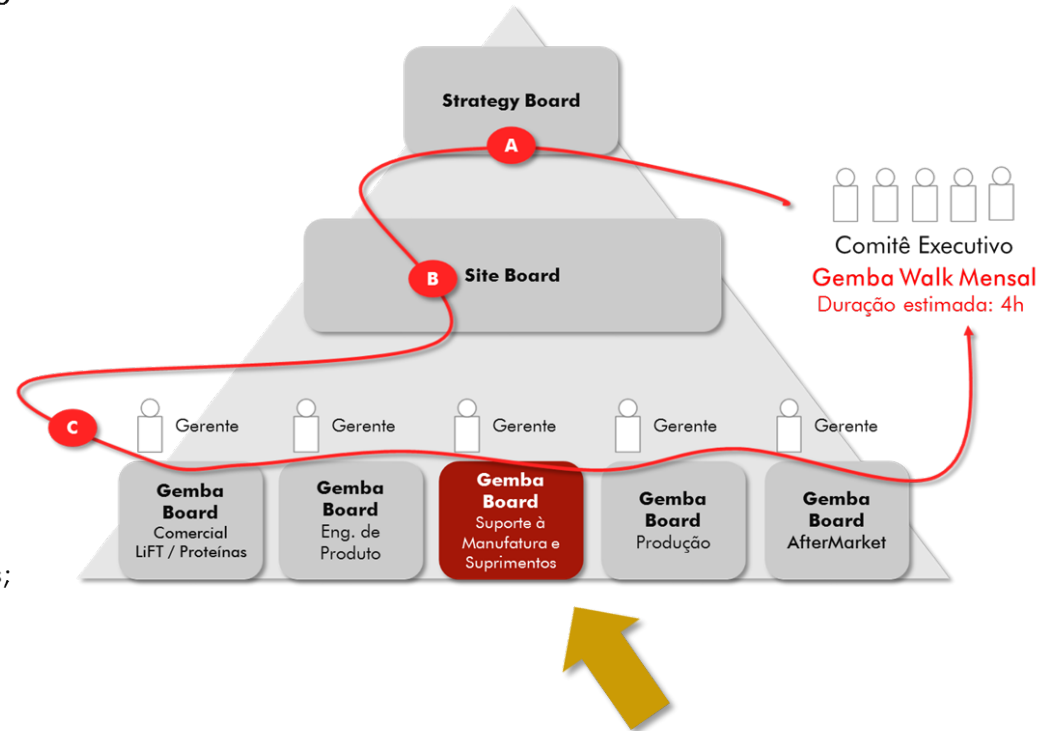 Strategy Board
A
B
Site Board
Comitê Executivo
Gemba Walk Mensal
Duração estimada: 4h
C
Gerente
Gerente
Gerente
Gerente
Gerente
Gemba
Board
Comercial
LiFT / Proteínas
Gemba
Board
Eng. de
Produto
Gemba
Board
Suporte à
Manufatura e
Suprimentos
Gemba
Board
Produção
Gemba
Board
AfterMarket
;